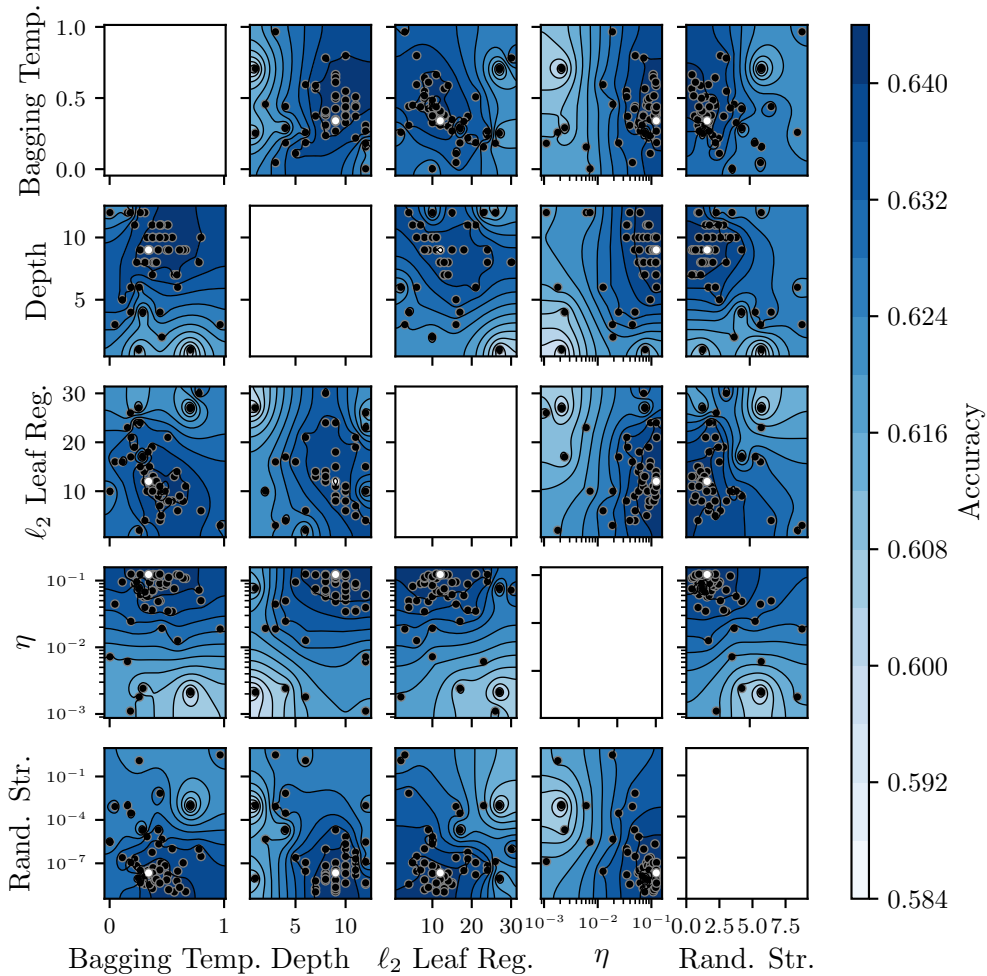 Bagging Temp.
1.0
0.5
0.0
Depth
10
5
ℓ₂ Leaf Reg.
30
20
10
η
10⁻¹
10⁻²
10⁻³
Rand. Str.
10⁻¹
10⁻⁴
10⁻⁷
0 1
5 10
10 20 30
10⁻³ 10⁻² 10⁻¹
0.0 2.5 5.0 7.5
Bagging Temp. Depth ℓ₂ Leaf Reg. η Rand. Str.
0.640
0.632
0.624
0.616
0.608
0.600
0.592
0.584
Accuracy